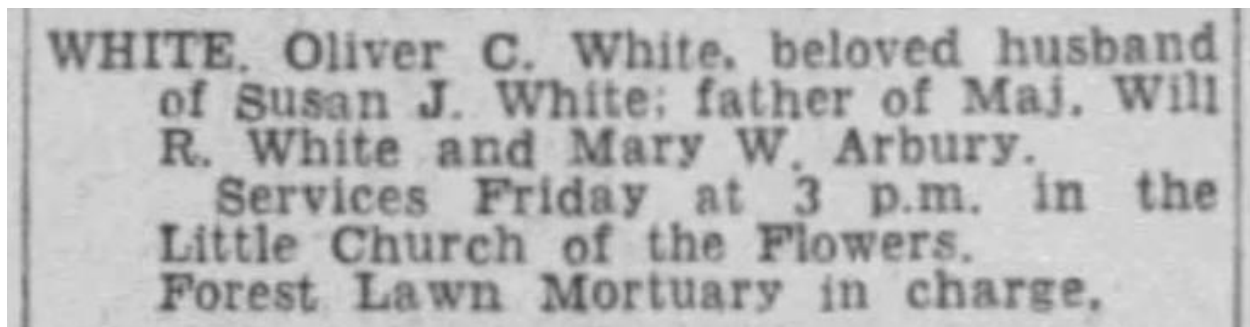 WHITE. Oliver C. White, beloved husband
of Susan J. White; father of Maj. Will
R. White and Mary W. Arbury.
Services Friday at 3 p.m. in the
Little Church of the Flowers.
Forest Lawn Mortuary in charge.